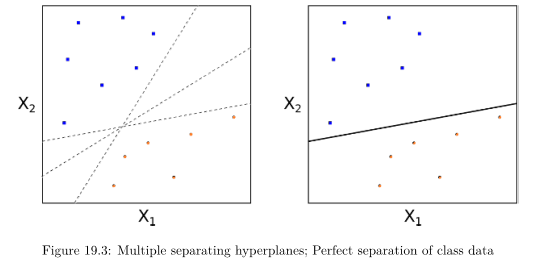 X₂
X₁
X₂
X₁
Figure 19.3: Multiple separating hyperplanes; Perfect separation of class data